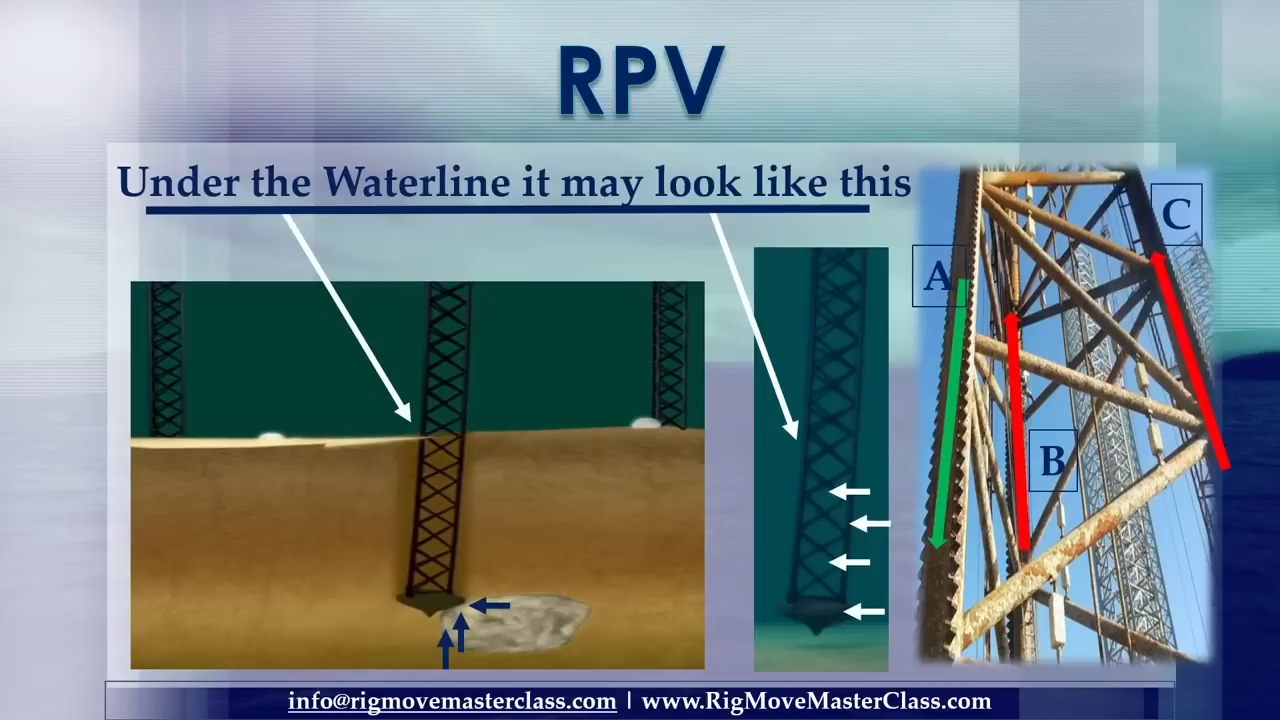 RPV
Under the Waterline it may look like this
C
A
B
info@rigmovemasterclass.com | www.RigMoveMasterClass.com